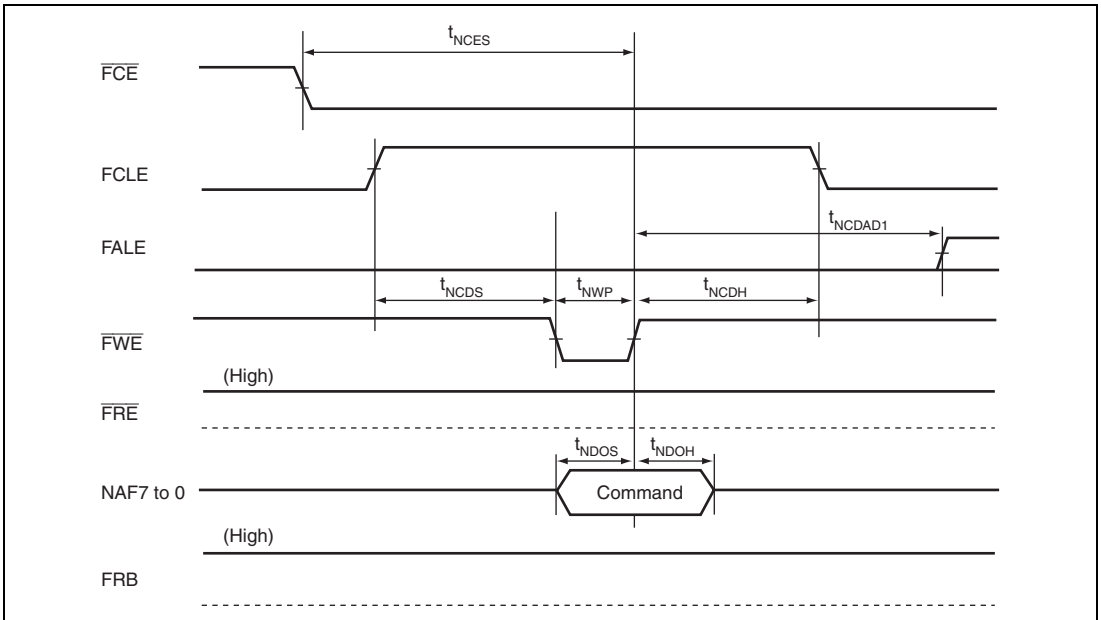 tNCES
FCE
FCLE
tNCDAD1
FALE
tNCDS tNWP tNCDH
FWE
(High)
FRE
tNDOS tNDOH
NAF7 to 0 Command
(High)
FRB